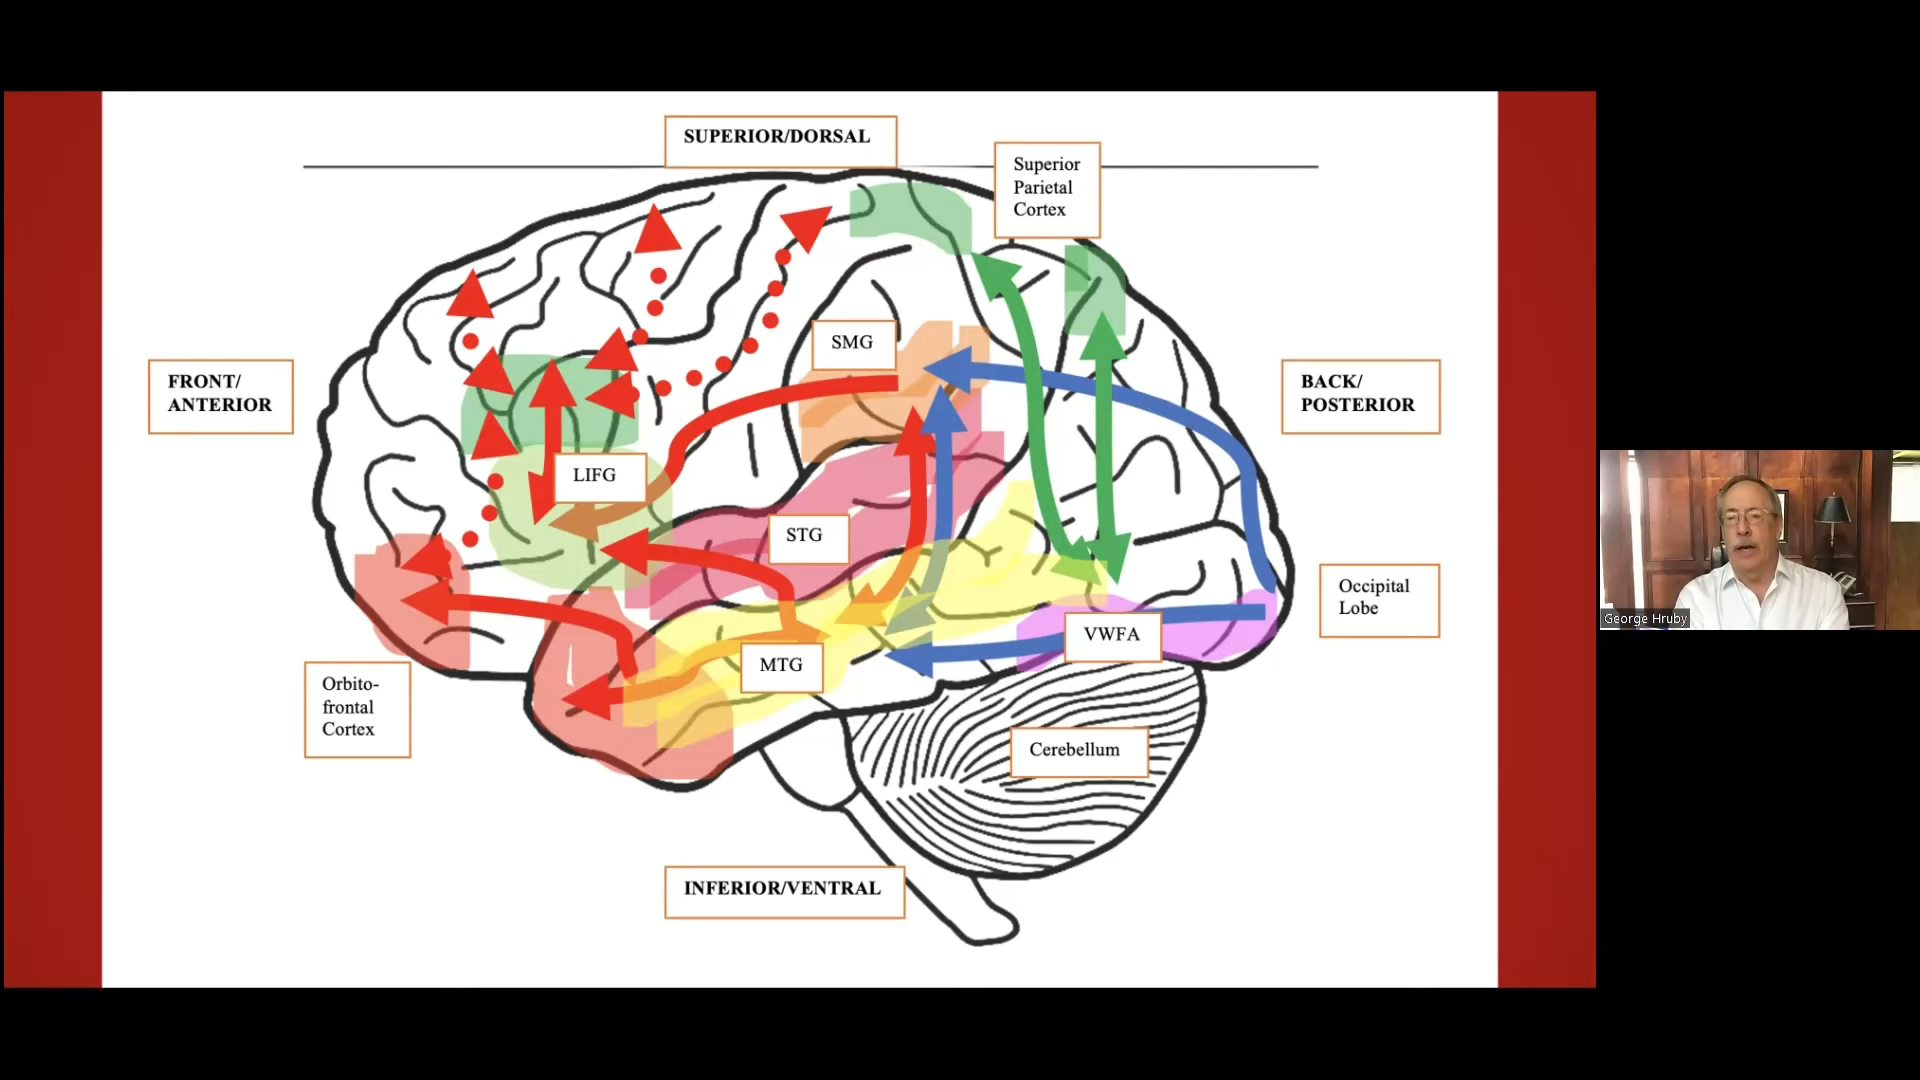 SUPERIOR/DORSAL
Superior
Parietal
Cortex
SMG
FRONT/
ANTERIOR
BACK/
POSTERIOR
LIFG
STG
Occipital
Lobe
VWFA
MTG
Orbito-
frontal
Cortex
Cerebellum
INFERIOR/VENTRAL
George Hruby